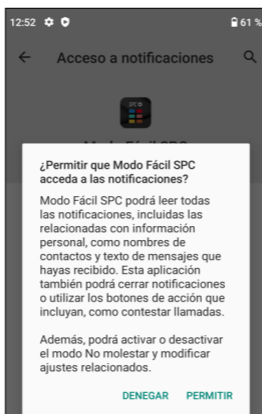 12:52
61 %
Acceso a notificaciones
SPC
¿Permitir que Modo Fácil SPC
acceda a las notificaciones?
Modo Fácil SPC podrá leer todas
las notificaciones, incluidas las
relacionadas con información
personal, como nombres de
contactos y texto de mensajes que
hayas recibido. Esta aplicación
también podrá cerrar notificaciones
o utilizar los botones de acción que
incluyan, como contestar llamadas.
Además, podrá activar o desactivar
el modo No molestar y modificar
ajustes relacionados.
DENEGAR PERMITIR